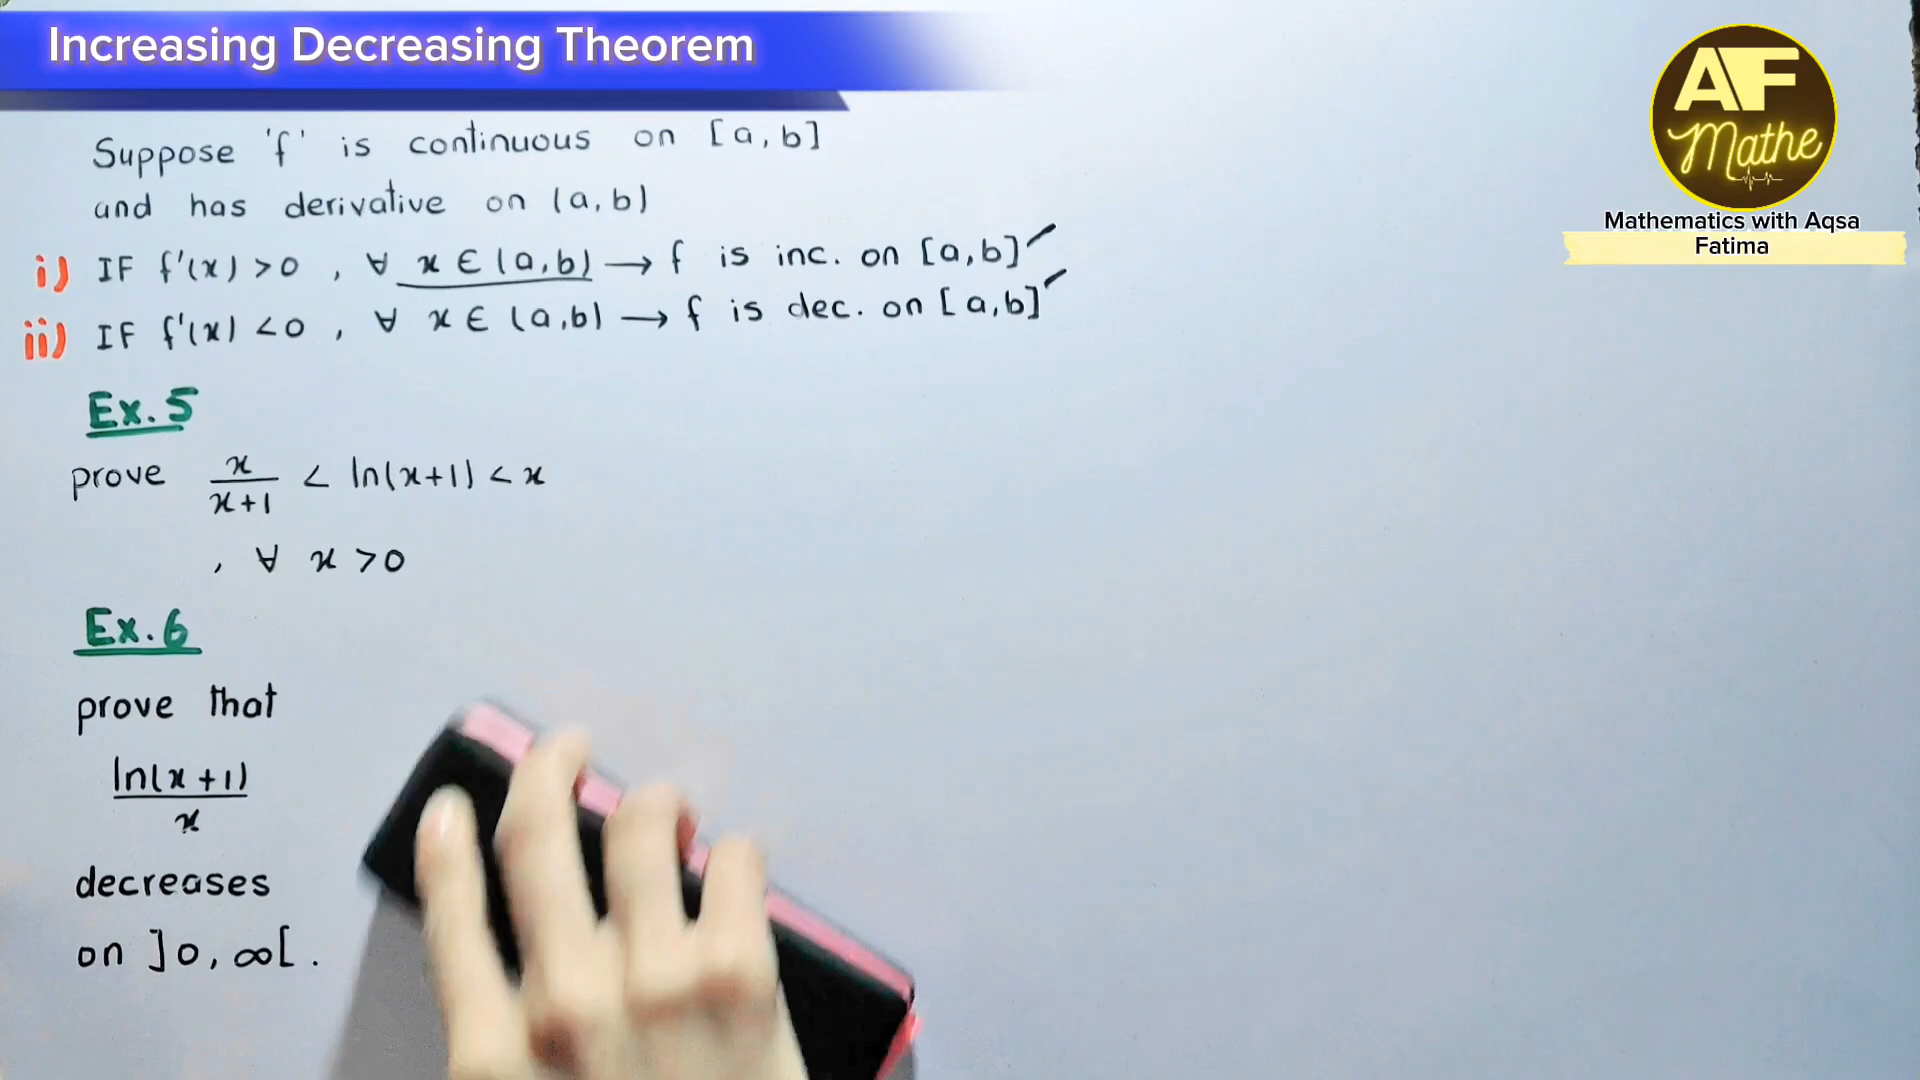 Increasing Decreasing Theorem
AF
Mathe
Mathematics with Aqsa
Fatima
Suppose 'f' is continuous on [a,b]
and has derivative on (a,b)
i) IF f'(x) >0 , ∀ x ∈ (a,b) → f is inc. on [a,b]
ii) IF f'(x) <0 , ∀ x ∈ (a,b) → f is dec. on [a,b]
Ex.5
prove x/(x+1) < ln(x+1) < x
, ∀ x >0
Ex.6
prove that
ln(x+1)
x
decreases
on ]0,∞[.